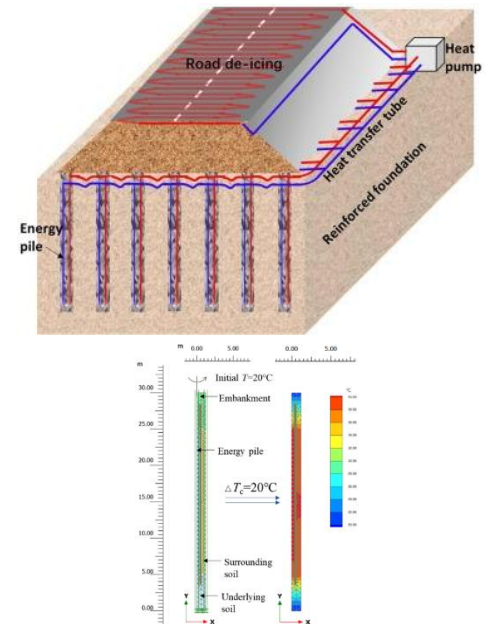 Road de-icing
Heat
pump
Heat transfer tube
Reinforced foundation
Energy
pile
m
0.00 5.00
0.00 5.00
m
Initial T=20°C
Embankment
°C
30.00
25.00
Energy pile
20.00
15.00
△Tc=20°C
10.00
5.00
Surrounding
soil
Underlying
soil
0.00
Y
X
Y
X